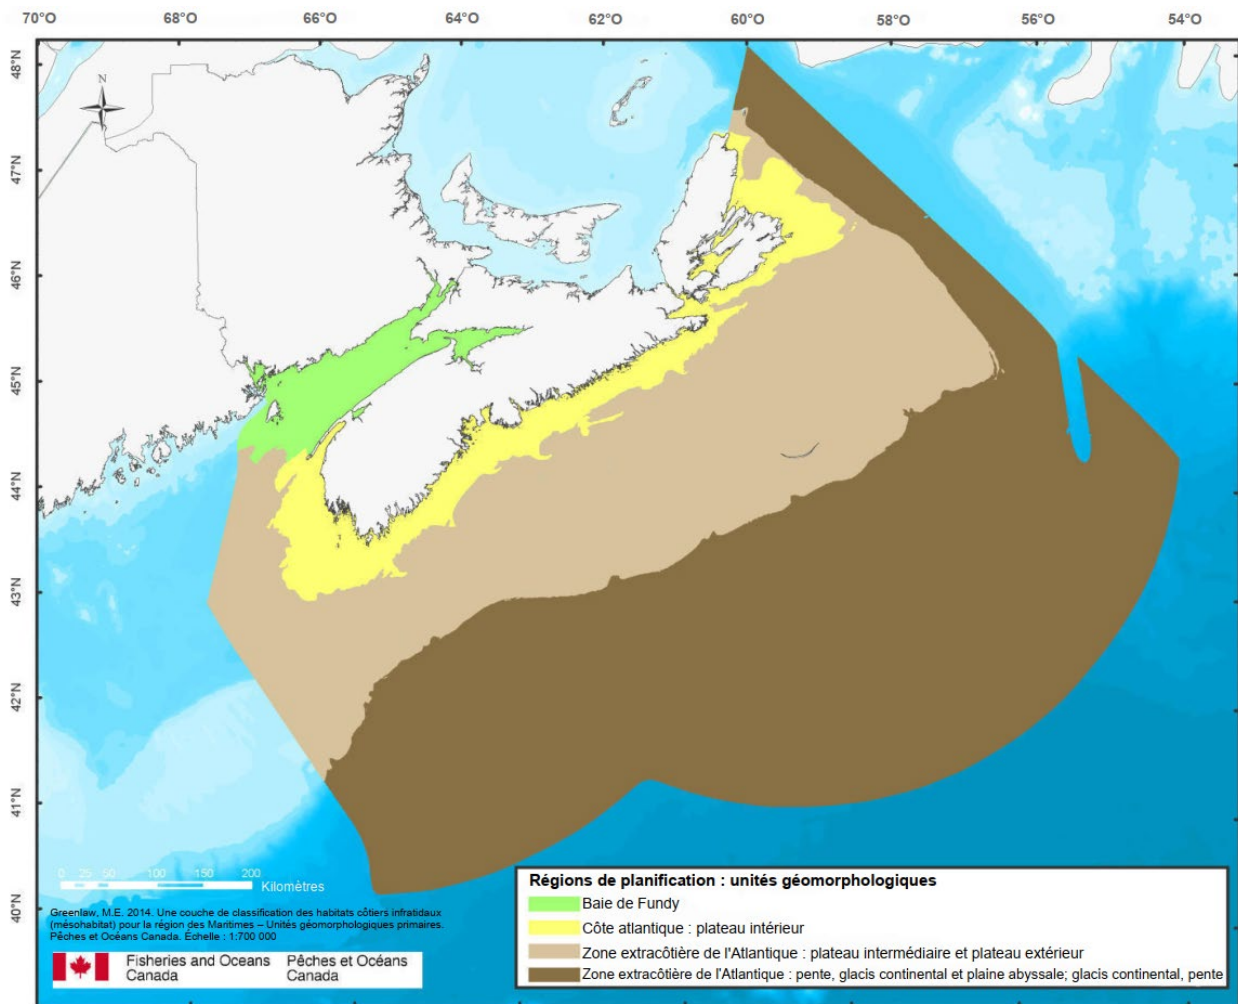 70°O 68°O 66°O 64°O 62°O 60°O 58°O 56°O 54°O
48°N
N
47°N
46°N
45°N
44°N
43°N
42°N
41°N
40°N
0 25 50 100 150 200
Kilomètres
Greenlaw, M.E. 2014. Une couche de classification des habitats côtiers infratidaux
(mésohabitat) pour la région des Maritimes – Unités géomorphologiques primaires.
Pêches et Océans Canada. Échelle : 1:700 000
Fisheries and Oceans Pêches et Océans
Canada Canada
Régions de planification : unités géomorphologiques
Baie de Fundy
Côte atlantique : plateau intérieur
Zone extracôtière de l'Atlantique : plateau intermédiaire et plateau extérieur
Zone extracôtière de l'Atlantique : pente, glacis continental et plaine abyssale; glacis continental, pente